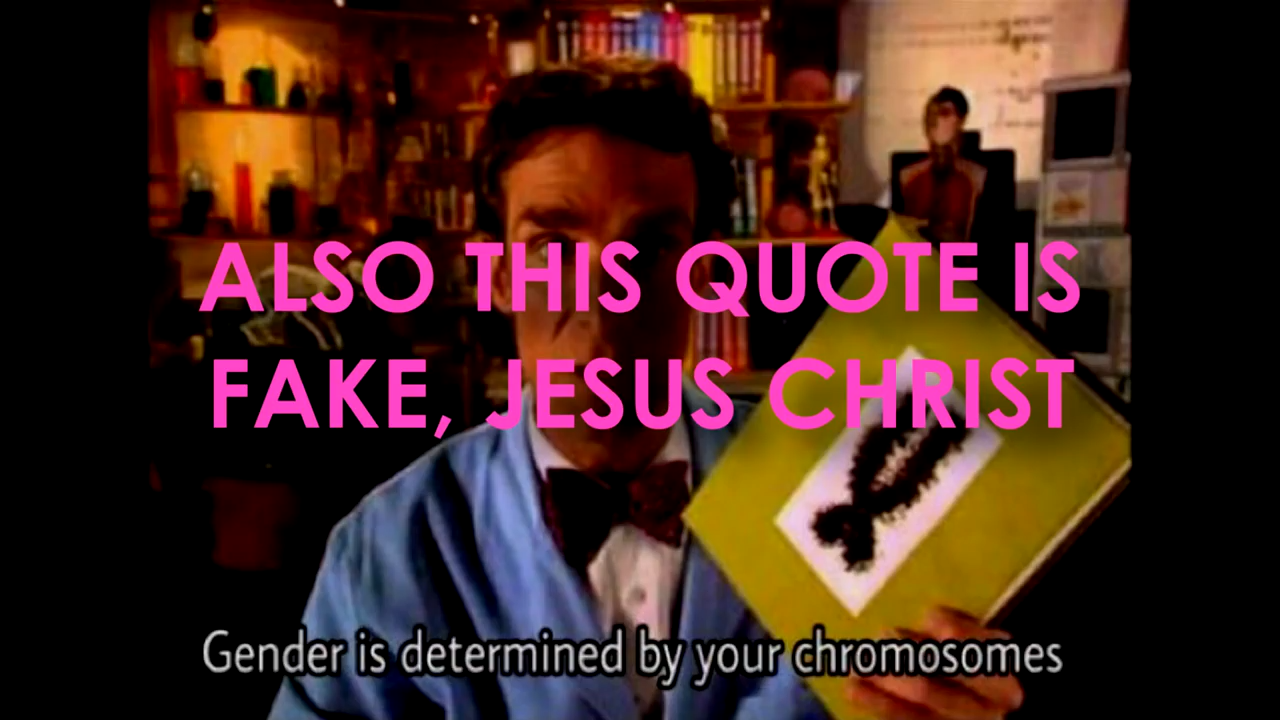 ALSO THIS QUOTE IS
FAKE, JESUS CHRIST
Gender is determined by your chromosomes